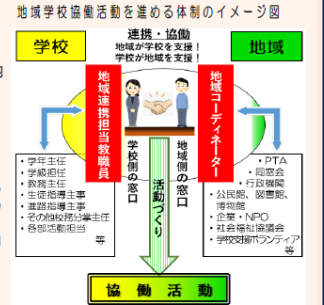 地域学校協働活動を進める体制のイメージ図
学校
連携・協働
地域が学校を支援！
学校が地域を支援！
地域
地域連携担当教職員
地域コーディネーター
学校側の窓口
地域側の窓口
活動づくり
・学年主任
・学級担任
・教務主任
・生徒指導主事
・進路指導主事
・その他校務分掌主任
・各部活動担当
等
・PTA
・同窓会
・行政機関
・公民館、図書館、
博物館
・企業・NPO
・社会福祉協議会
・学校支援ボランティア
等
協働活動